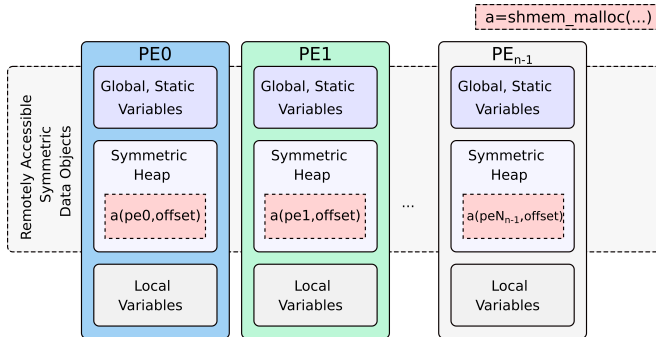 a=shmem_malloc(...)
PE0
PE1
PEn-1
Remotely Accessible
Symmetric
Data Objects
Global, Static
Variables
Global, Static
Variables
Global, Static
Variables
Symmetric
Heap
Symmetric
Heap
Symmetric
Heap
a(pe0,offset)
a(pe1,offset)
...
a(peNn-1,offset)
Local
Variables
Local
Variables
Local
Variables